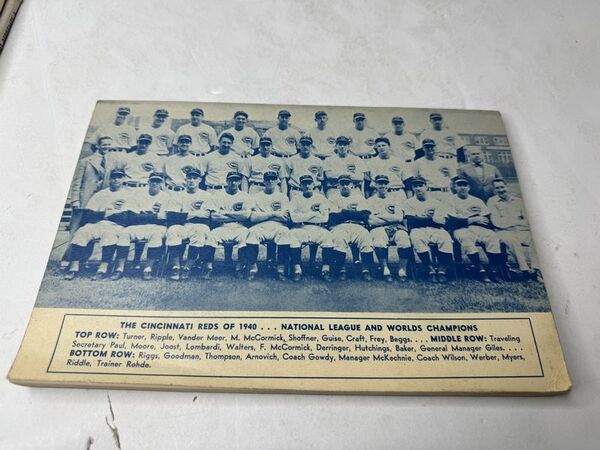 THE CINCINNATI REDS OF 1940 . . . NATIONAL LEAGUE AND WORLDS CHAMPIONS
TOP ROW: Turner, Ripple, Vander Meer, M. McCormick, Shoffner, Guise, Craft, Frey, Beggs. . . . MIDDLE ROW: Traveling
Secretary Paul, Moore, Joost, Lombardi, Walters, F. McCormick, Derringer, Hutchings, Baker, General Manager Giles. . . .
BOTTOM ROW: Riggs, Goodman, Thompson, Arnovich, Coach Gowdy, Manager McKechnie, Coach Wilson, Werber, Myers,
Riddle, Trainer Rohde.